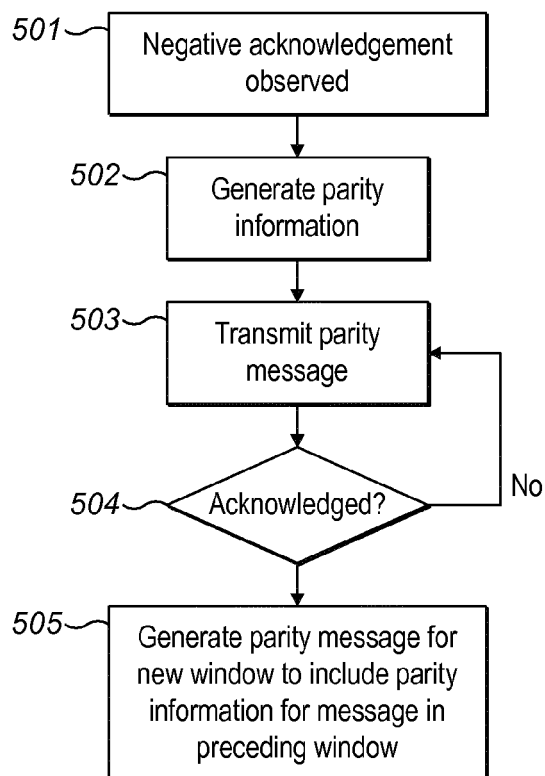 501
Negative acknowledgement
observed
502
Generate parity
information
503
Transmit parity
message
504
Acknowledged?
No
505
Generate parity message for
new window to include parity
information for message in
preceding window